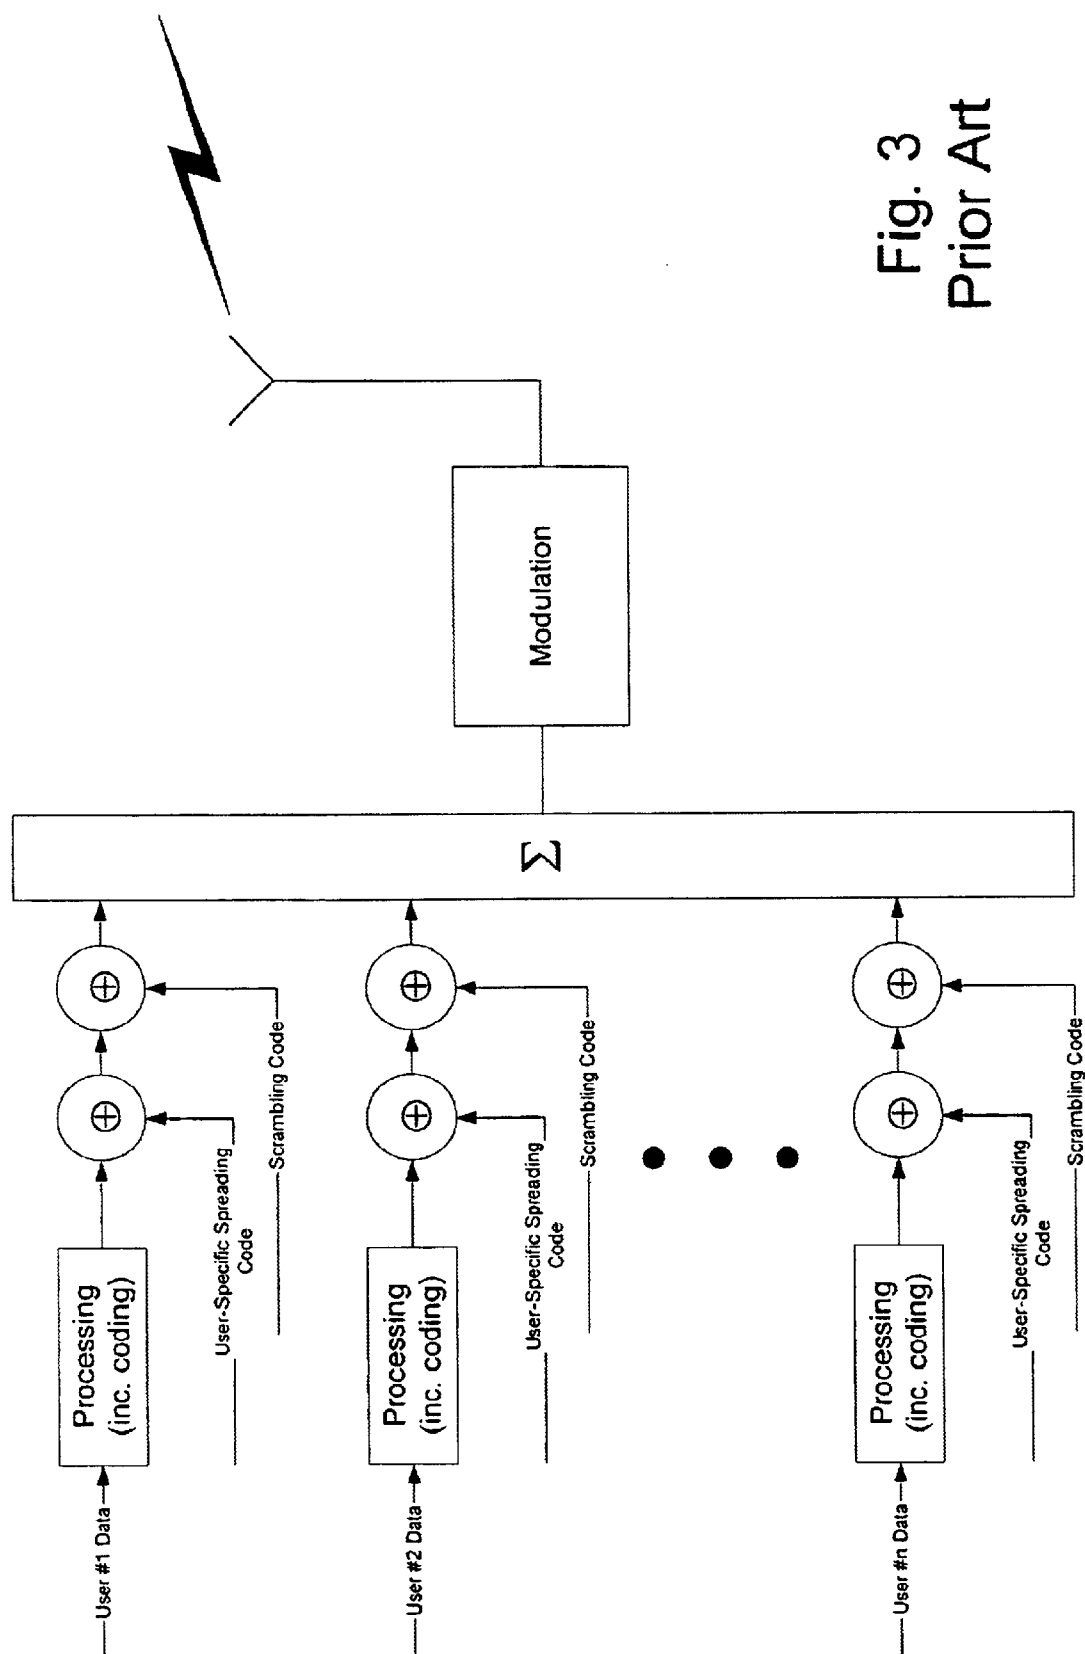 User #1 Data
Processing
(inc. coding)
User-Specific Spreading
Code
Scrambling Code
User #2 Data
Processing
(inc. coding)
User-Specific Spreading
Code
Scrambling Code
User #n Data
Processing
(inc. coding)
User-Specific Spreading
Code
Scrambling Code
Σ
Modulation
Fig. 3
Prior Art